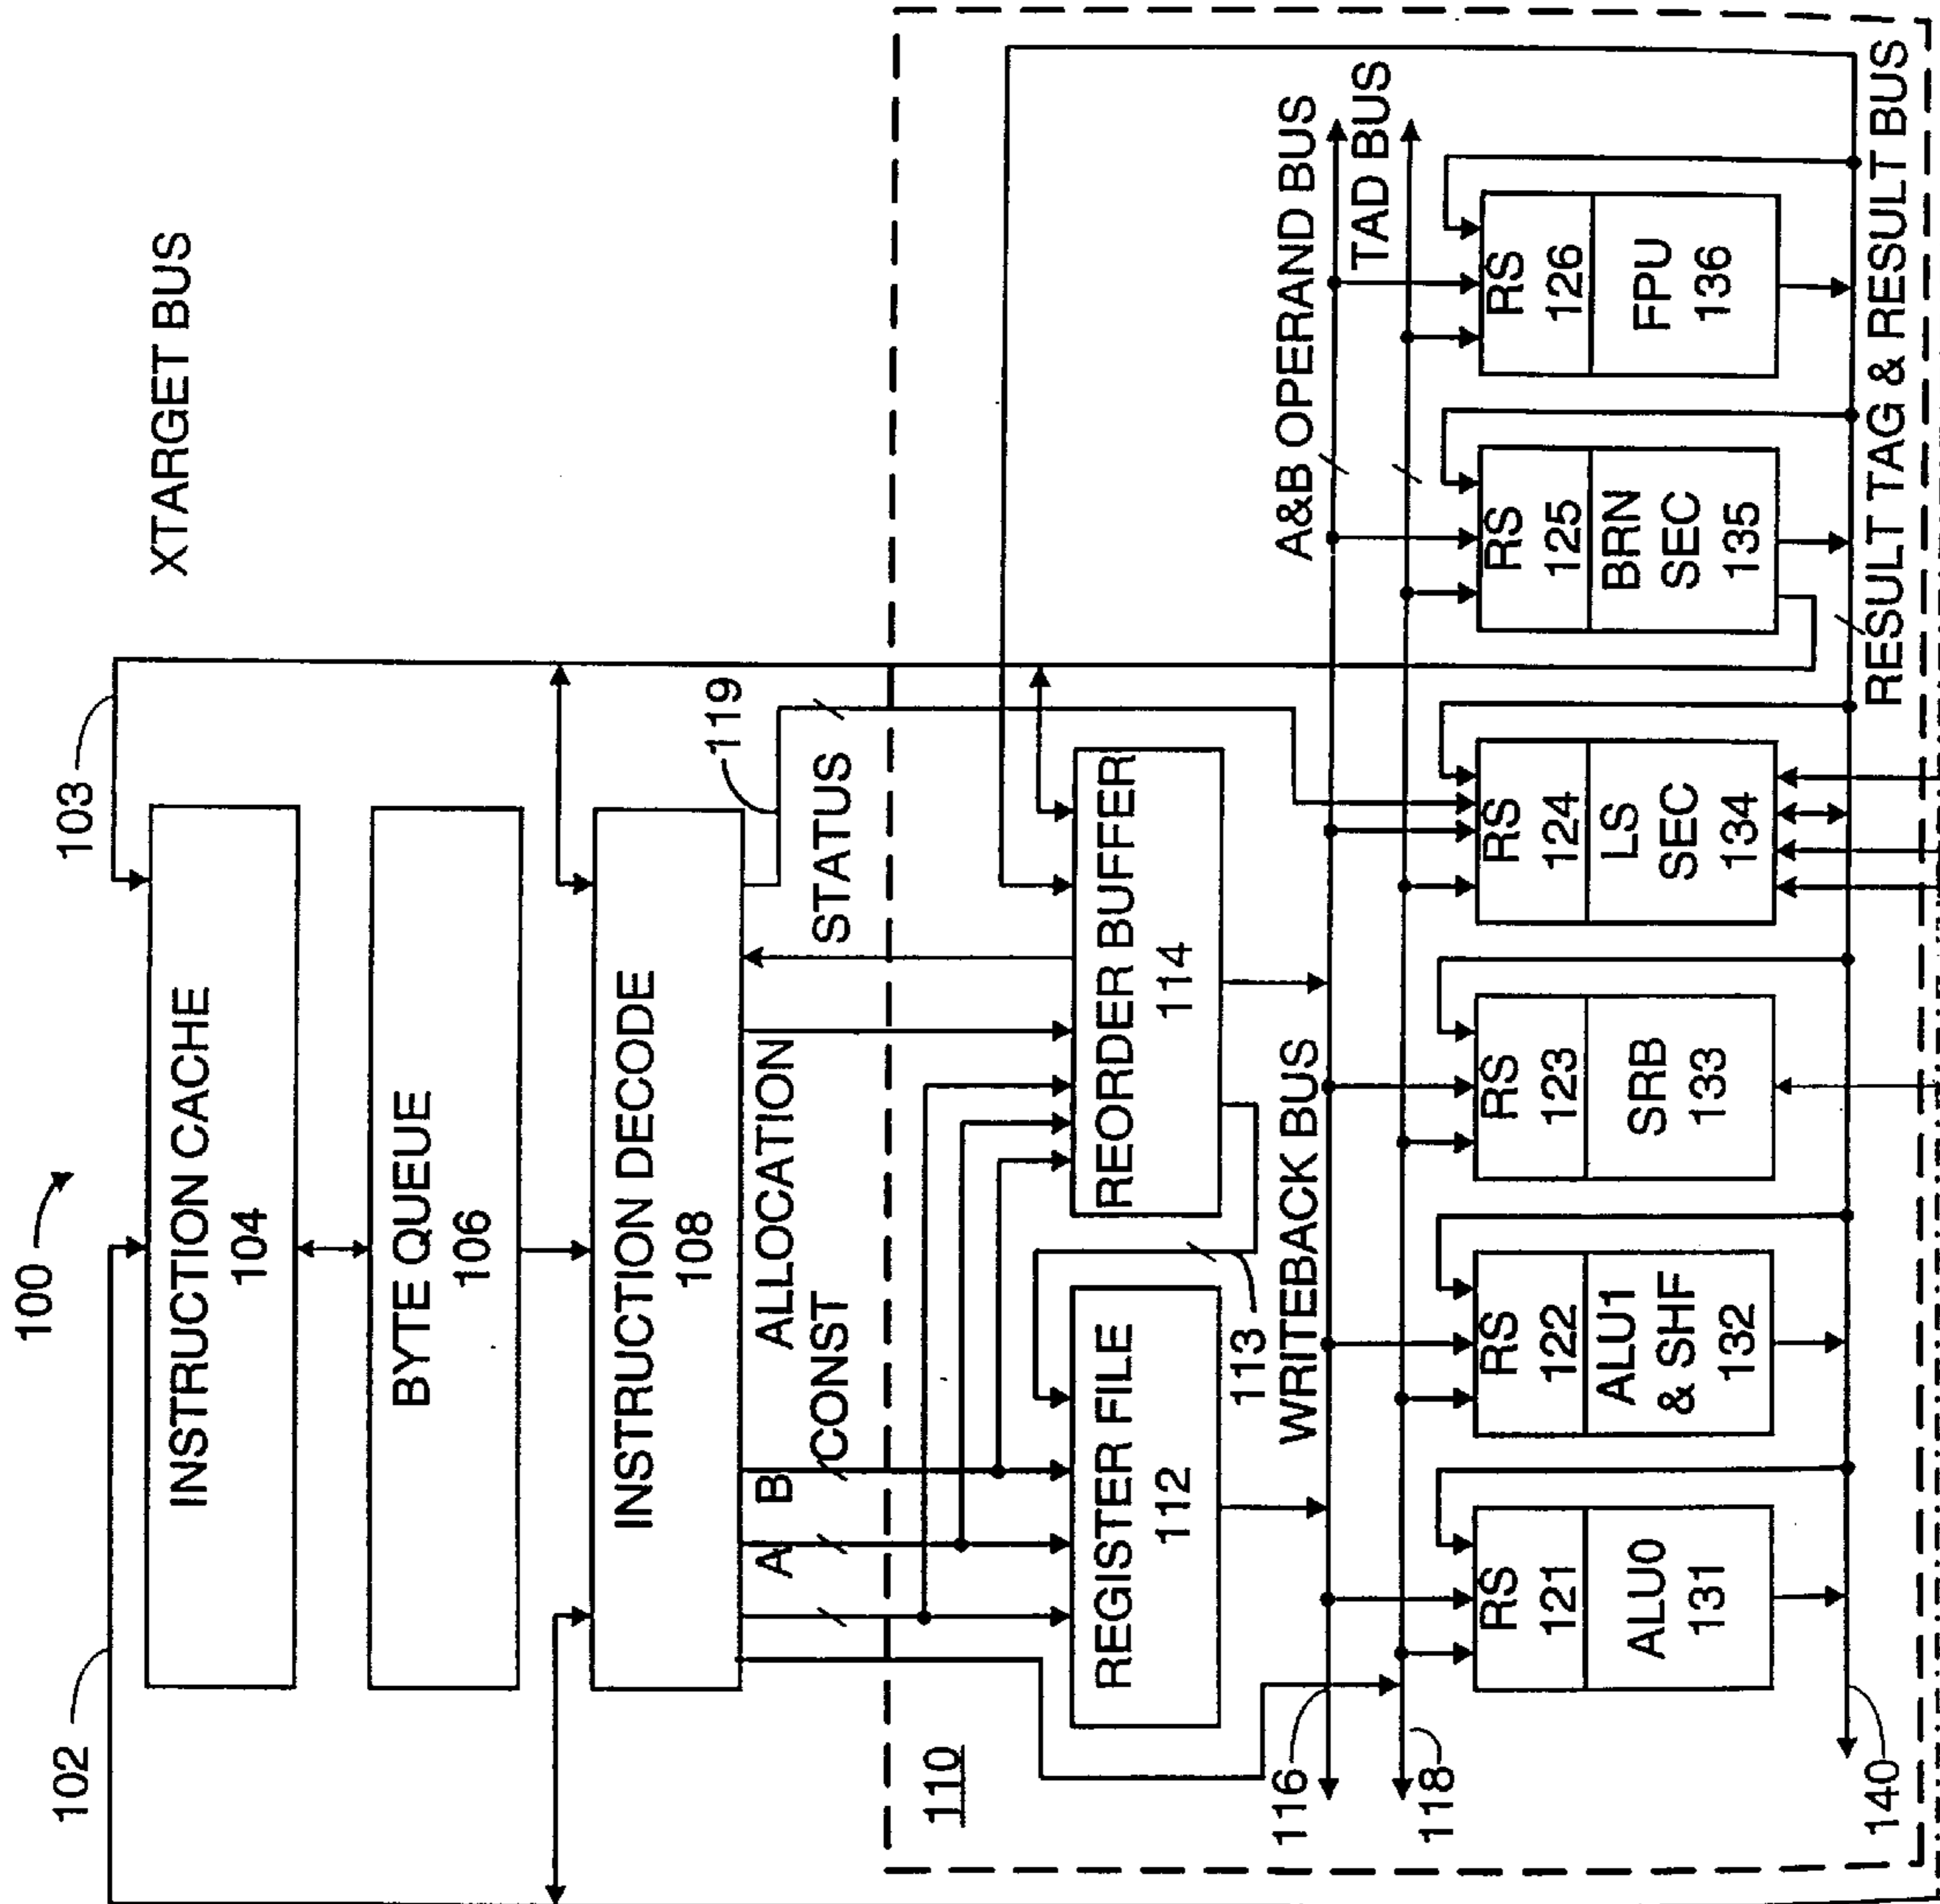 100
102
103
XTARGET BUS
INSTRUCTION CACHE
104
BYTE QUEUE
106
INSTRUCTION DECODE
108
A
B
ALLOCATION
CONST
STATUS
119
110
REGISTER FILE
112
REORDER BUFFER
114
113
WRITEBACK BUS
A&B OPERAND BUS
TAD BUS
116
118
RS
121
ALU0
131
RS
122
ALU1
& SHF
132
RS
123
SRB
133
RS
124
LS
SEC
134
RS
125
BRN
SEC
135
RS
126
FPU
136
140
RESULT TAG & RESULT BUS